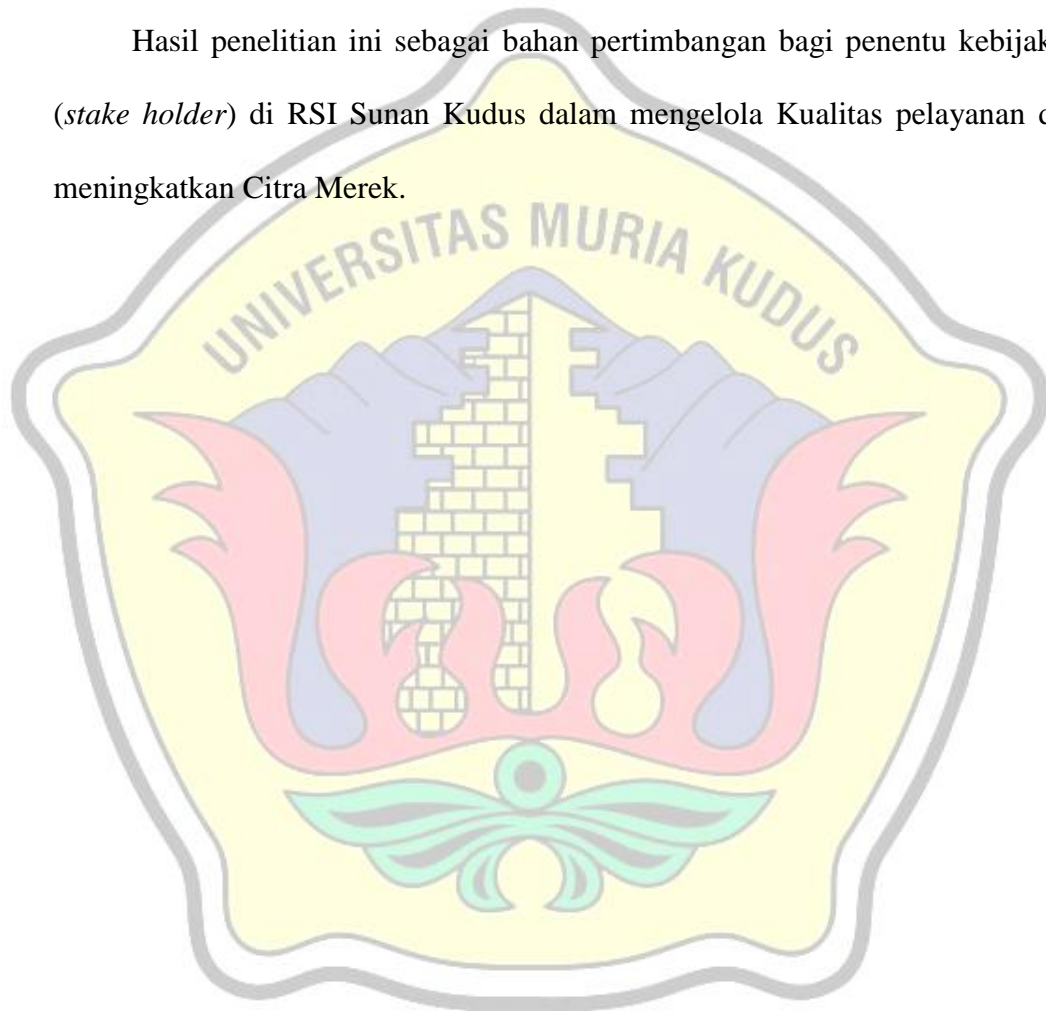 Hasil penelitian ini sebagai bahan pertimbangan bagi penentu kebijak
(stake holder) di RSI Sunan Kudus dalam mengelola Kualitas pelayanan d
meningkatkan Citra Merek.
UNIVERSITAS MURIA KUDUS